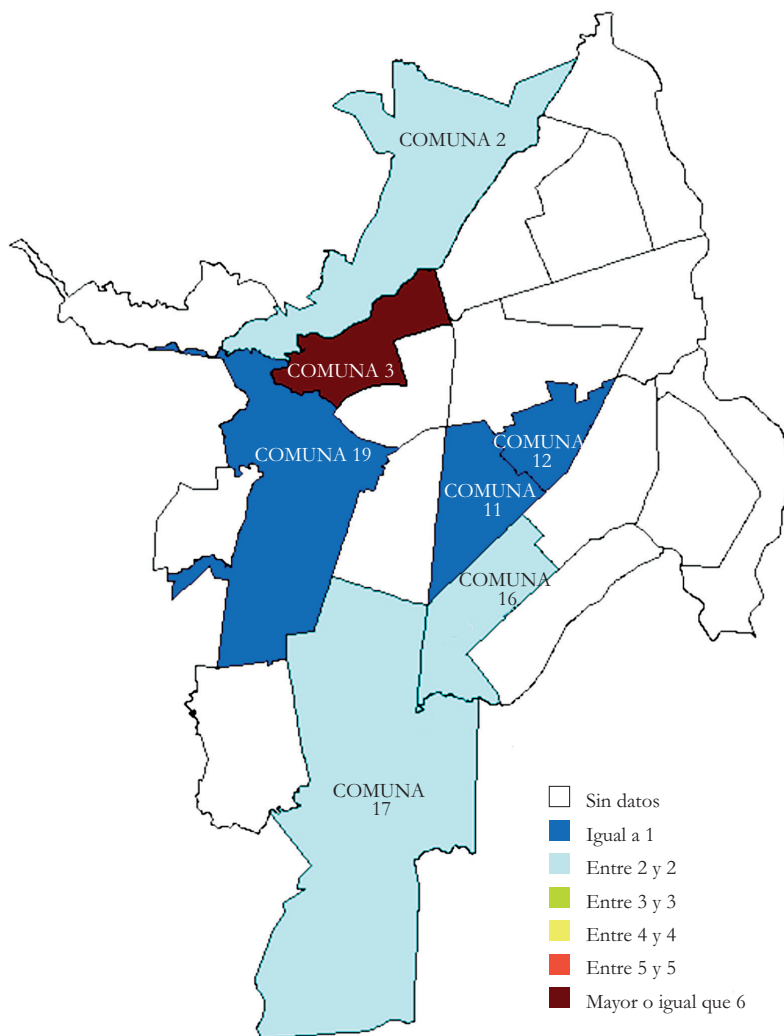 COMUNA 2
COMUNA 3
COMUNA 19
COMUNA
12
COMUNA
11
COMUNA
16
COMUNA
17
Sin datos
Igual a 1
Entre 2 y 2
Entre 3 y 3
Entre 4 y 4
Entre 5 y 5
Mayor o igual que 6